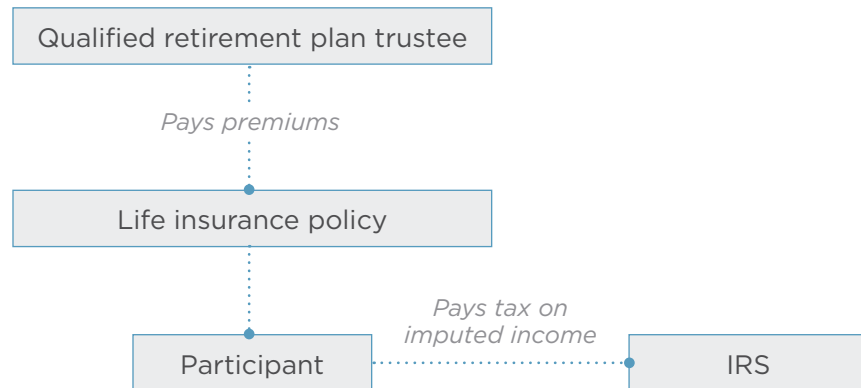 Qualified retirement plan trustee
Pays premiums
Life insurance policy
Pays tax on
imputed income
Participant
IRS